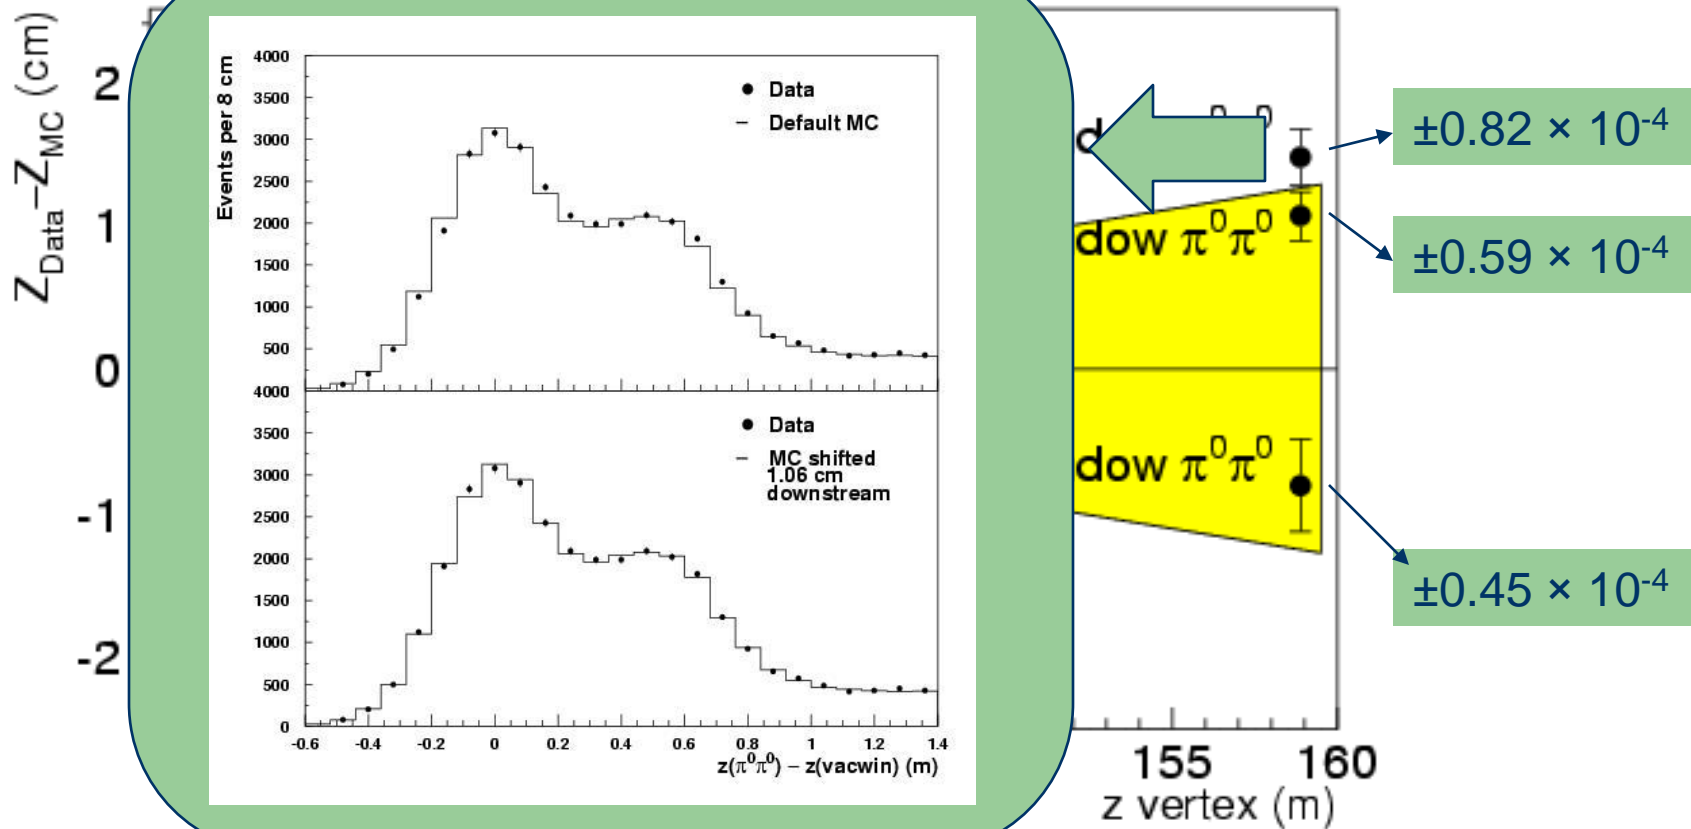 Z_Data−Z_MC (cm)
2
1
0
-1
-2
Events per 8 cm
4000
3500
3000
2500
2000
1500
1000
500
Data
Default MC
4000
3500
3000
2500
2000
1500
1000
500
0
Data
MC shifted
1.06 cm
downstream
-0.6 -0.4 -0.2 0 0.2 0.4 0.6 0.8 1 1.2 1.4
z(π⁰π⁰) − z(vacwin) (m)
dow π⁰π⁰
dow π⁰π⁰
±0.82 × 10⁻⁴
±0.59 × 10⁻⁴
±0.45 × 10⁻⁴
155 160
z vertex (m)